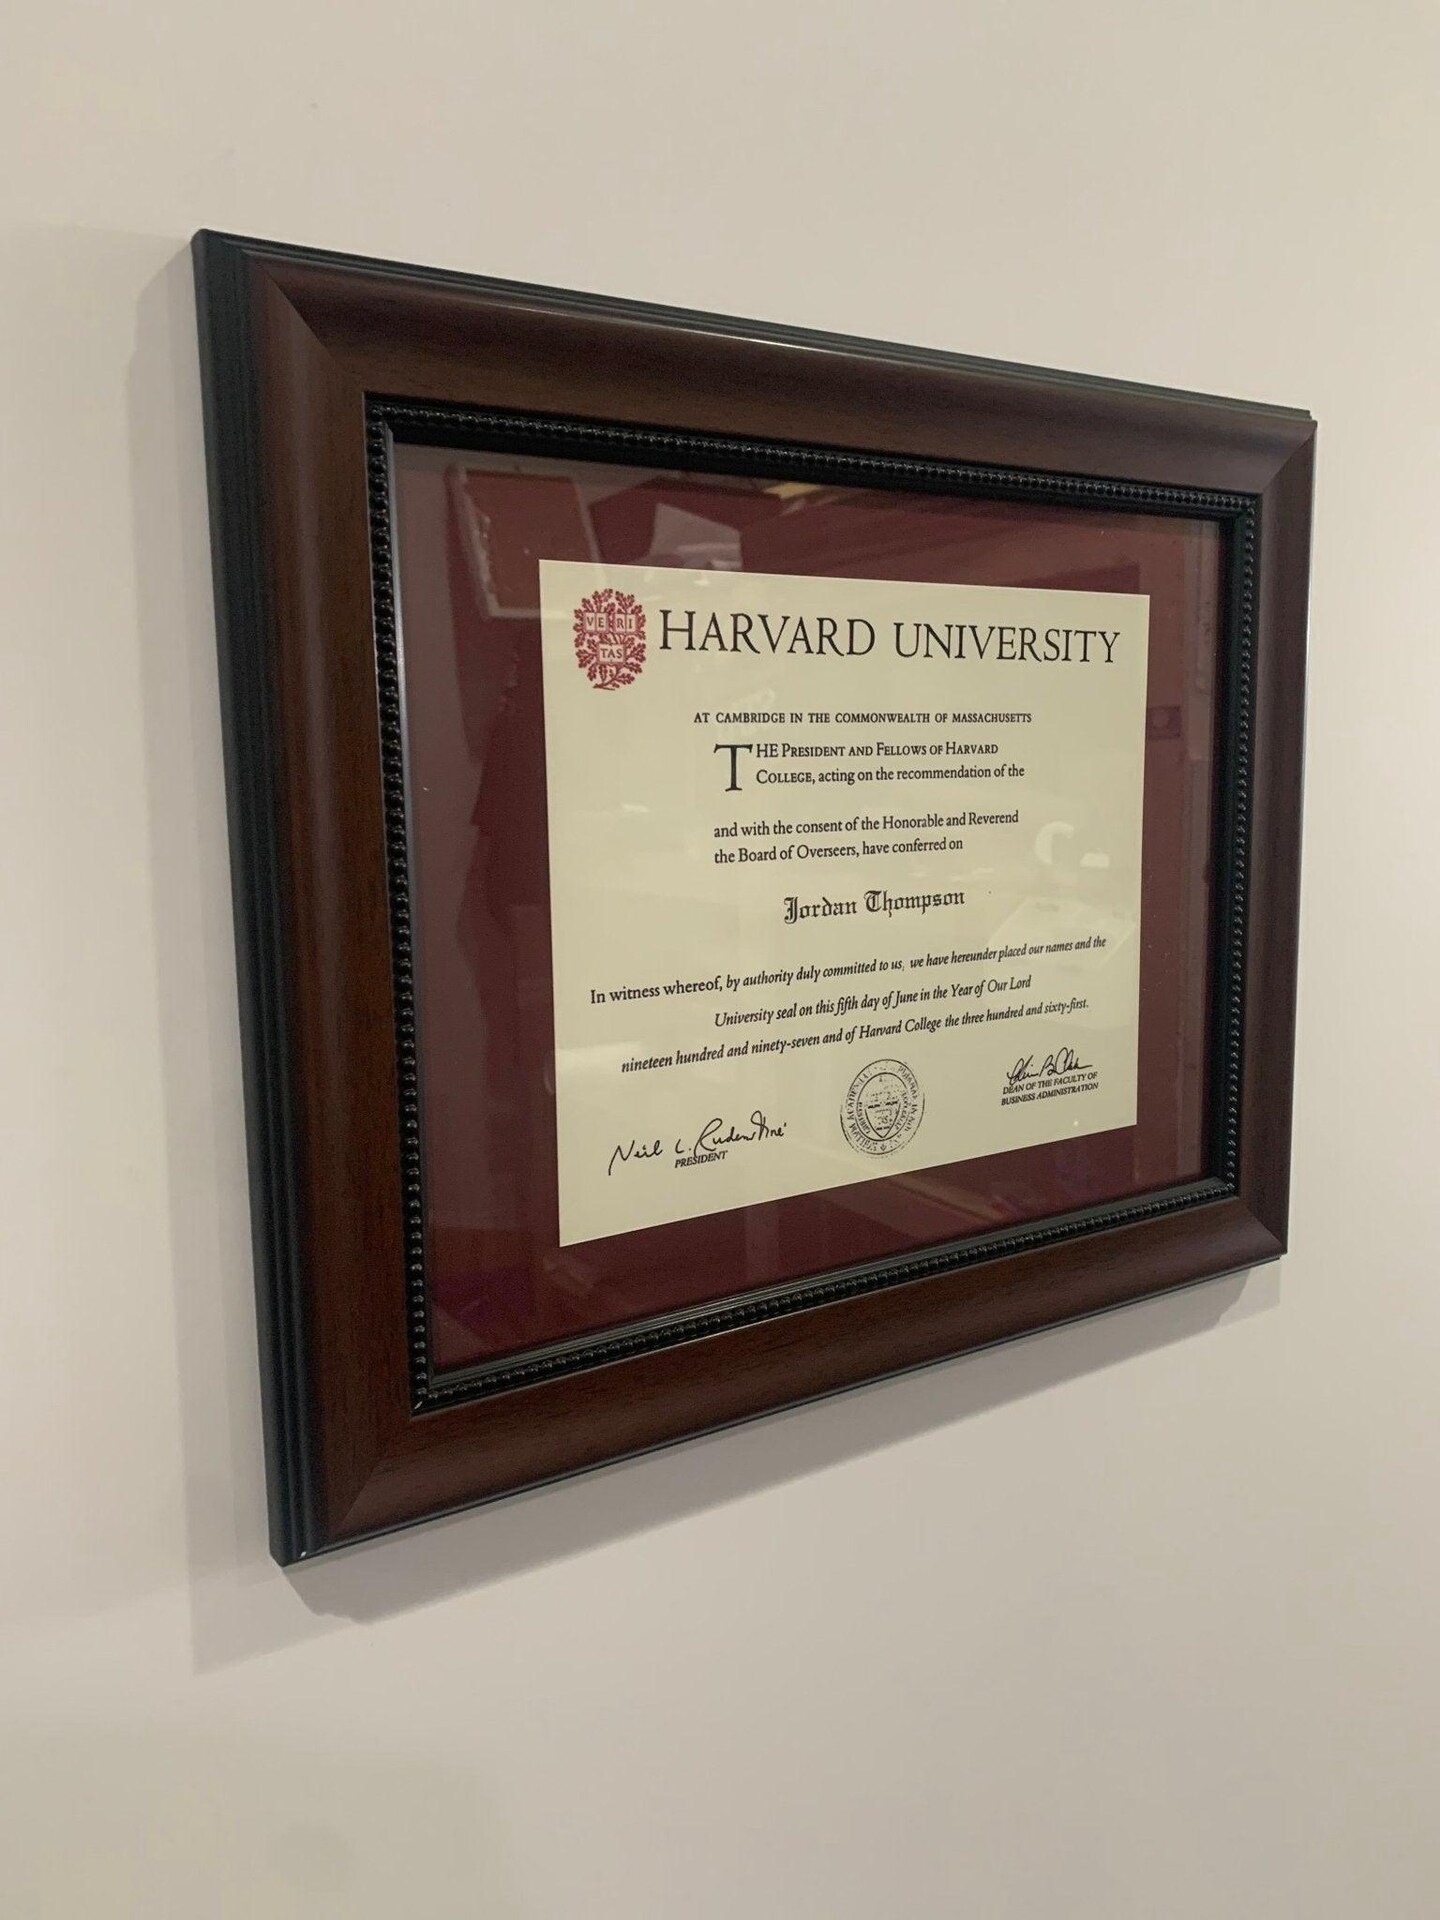 VE RI
TAS
HARVARD UNIVERSITY
AT CAMBRIDGE IN THE COMMONWEALTH OF MASSACHUSETTS
THE PRESIDENT AND FELLOWS OF HARVARD
COLLEGE, acting on the recommendation of the
and with the consent of the Honorable and Reverend
the Board of Overseers, have conferred on
Jordan Thompson
In witness whereof, by authority duly committed to us, we have hereunder placed our names and the
University seal on this fifth day of June in the Year of Our Lord
nineteen hundred and ninety-seven and of Harvard College the three hundred and sixty-first.
Neil L. Rudenstine
PRESIDENT
DEAN OF THE FACULTY OF
BUSINESS ADMINISTRATION